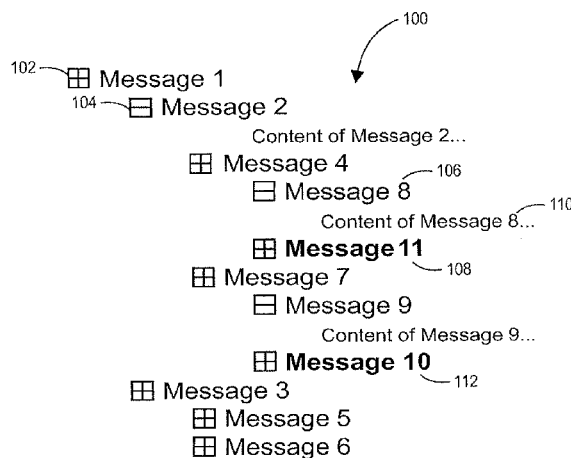 100
102 Message 1
104 Message 2
Content of Message 2...
Message 4
Message 8 106
Content of Message 8... 110
Message 11
108
Message 7
Message 9
Content of Message 9...
Message 10
112
Message 3
Message 5
Message 6